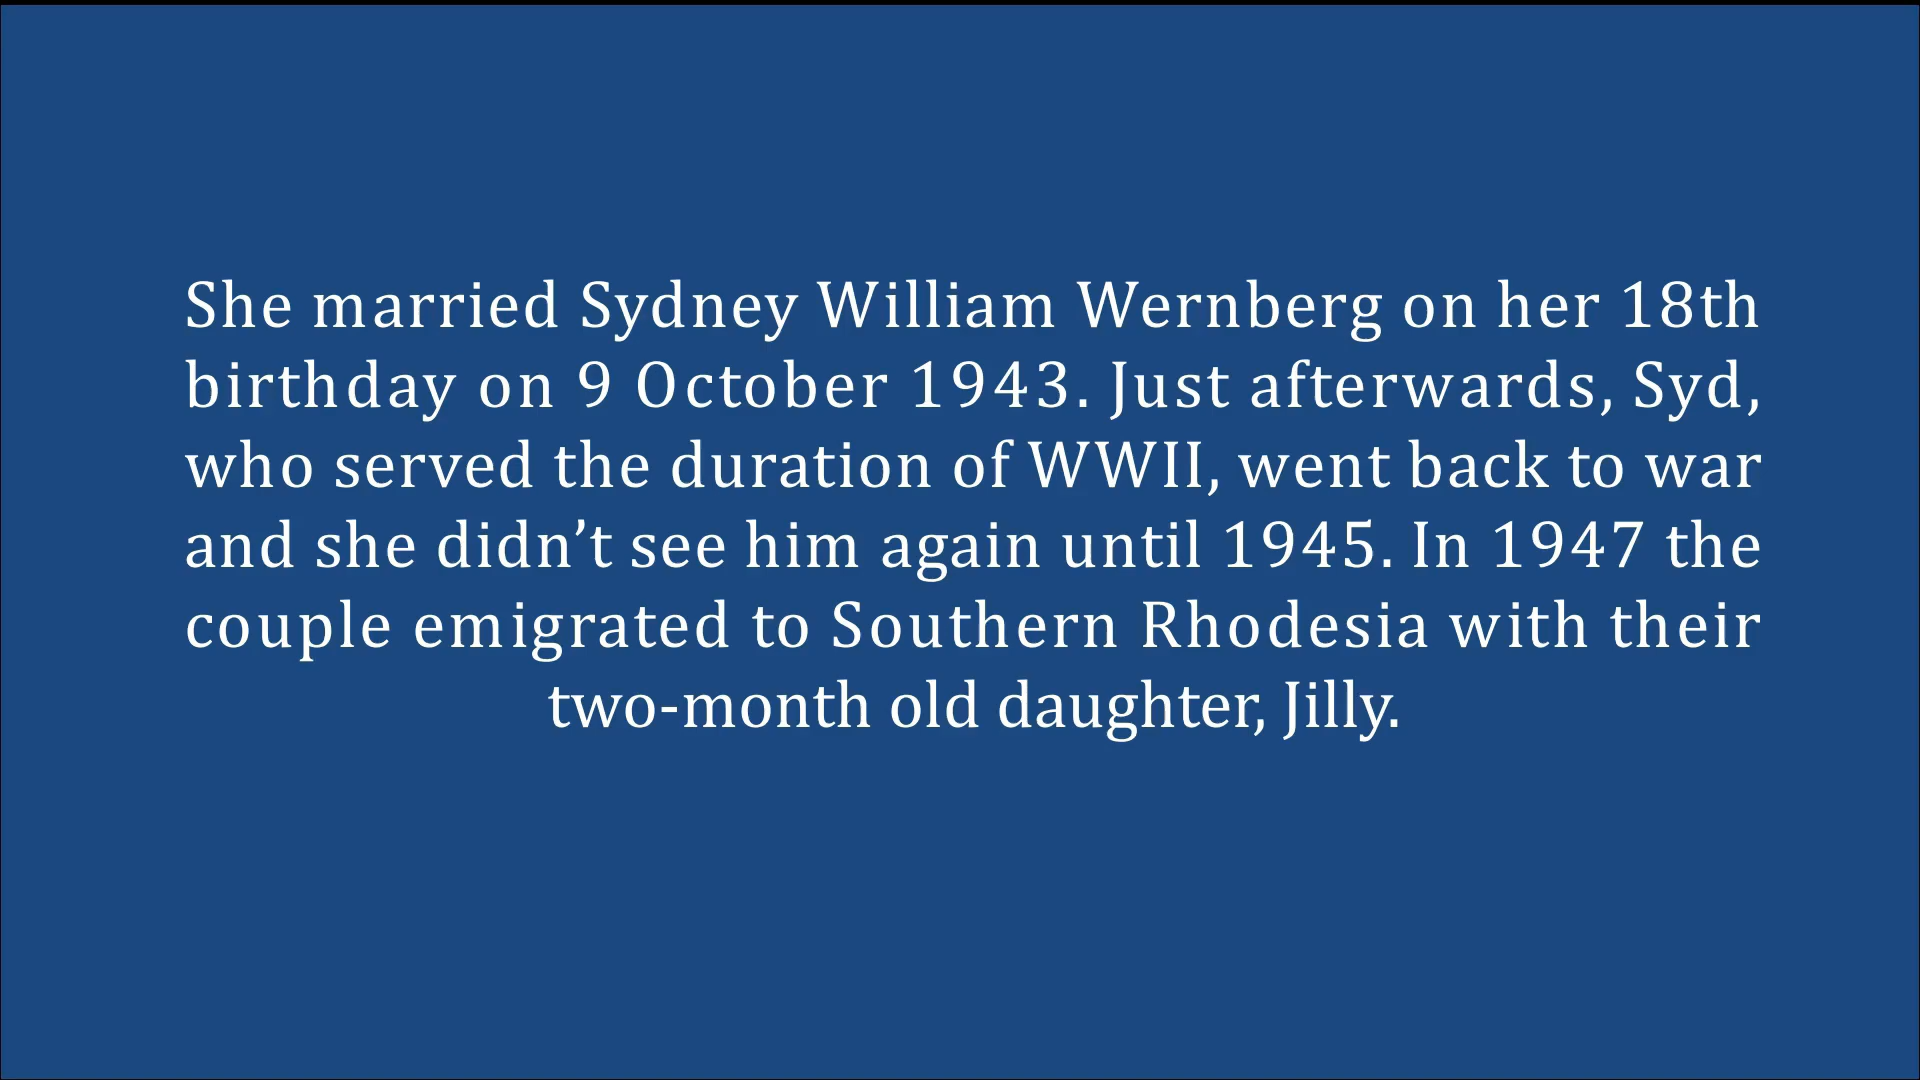 She married Sydney William Wernberg on her 18th
birthday on 9 October 1943. Just afterwards, Syd,
who served the duration of WWII, went back to war
and she didn’t see him again until 1945. In 1947 the
couple emigrated to Southern Rhodesia with their
two-month old daughter, Jilly.